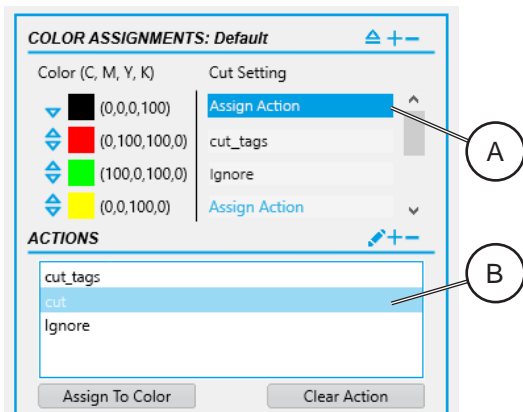 COLOR ASSIGNMENTS: Default
Color (C, M, Y, K) Cut Setting
(0,0,0,100) Assign Action
(0,100,100,0) cut_tags
(100,0,100,0) Ignore
(0,0,100,0) Assign Action
A
ACTIONS
cut_tags
cut
Ignore
B
Assign To Color Clear Action